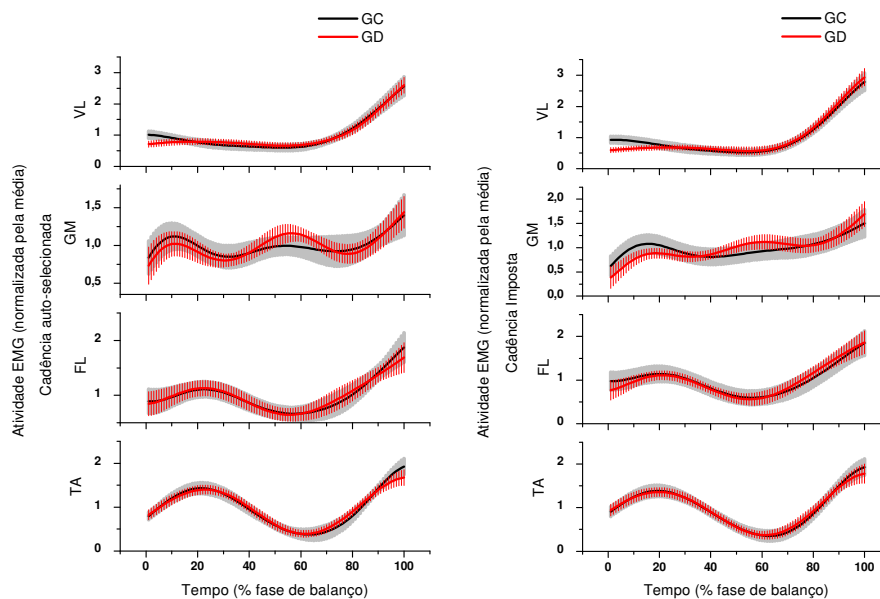 GC
GD
Atividade EMG (normalizada pela média)
Cadência auto-selecionada
VL
3
2
1
0
GM
1,5
1,0
0,5
FL
2
1
TA
2
1
0
0 20 40 60 80 100
Tempo (% fase de balanço)
GC
GD
Atividade EMG (normalizada pela média)
Cadência Imposta
VL
3
2
1
0
GM
2,0
1,5
1,0
0,5
0,0
FL
2
1
0
TA
2
1
0
0 20 40 60 80 100
Tempo (% fase de balanço)